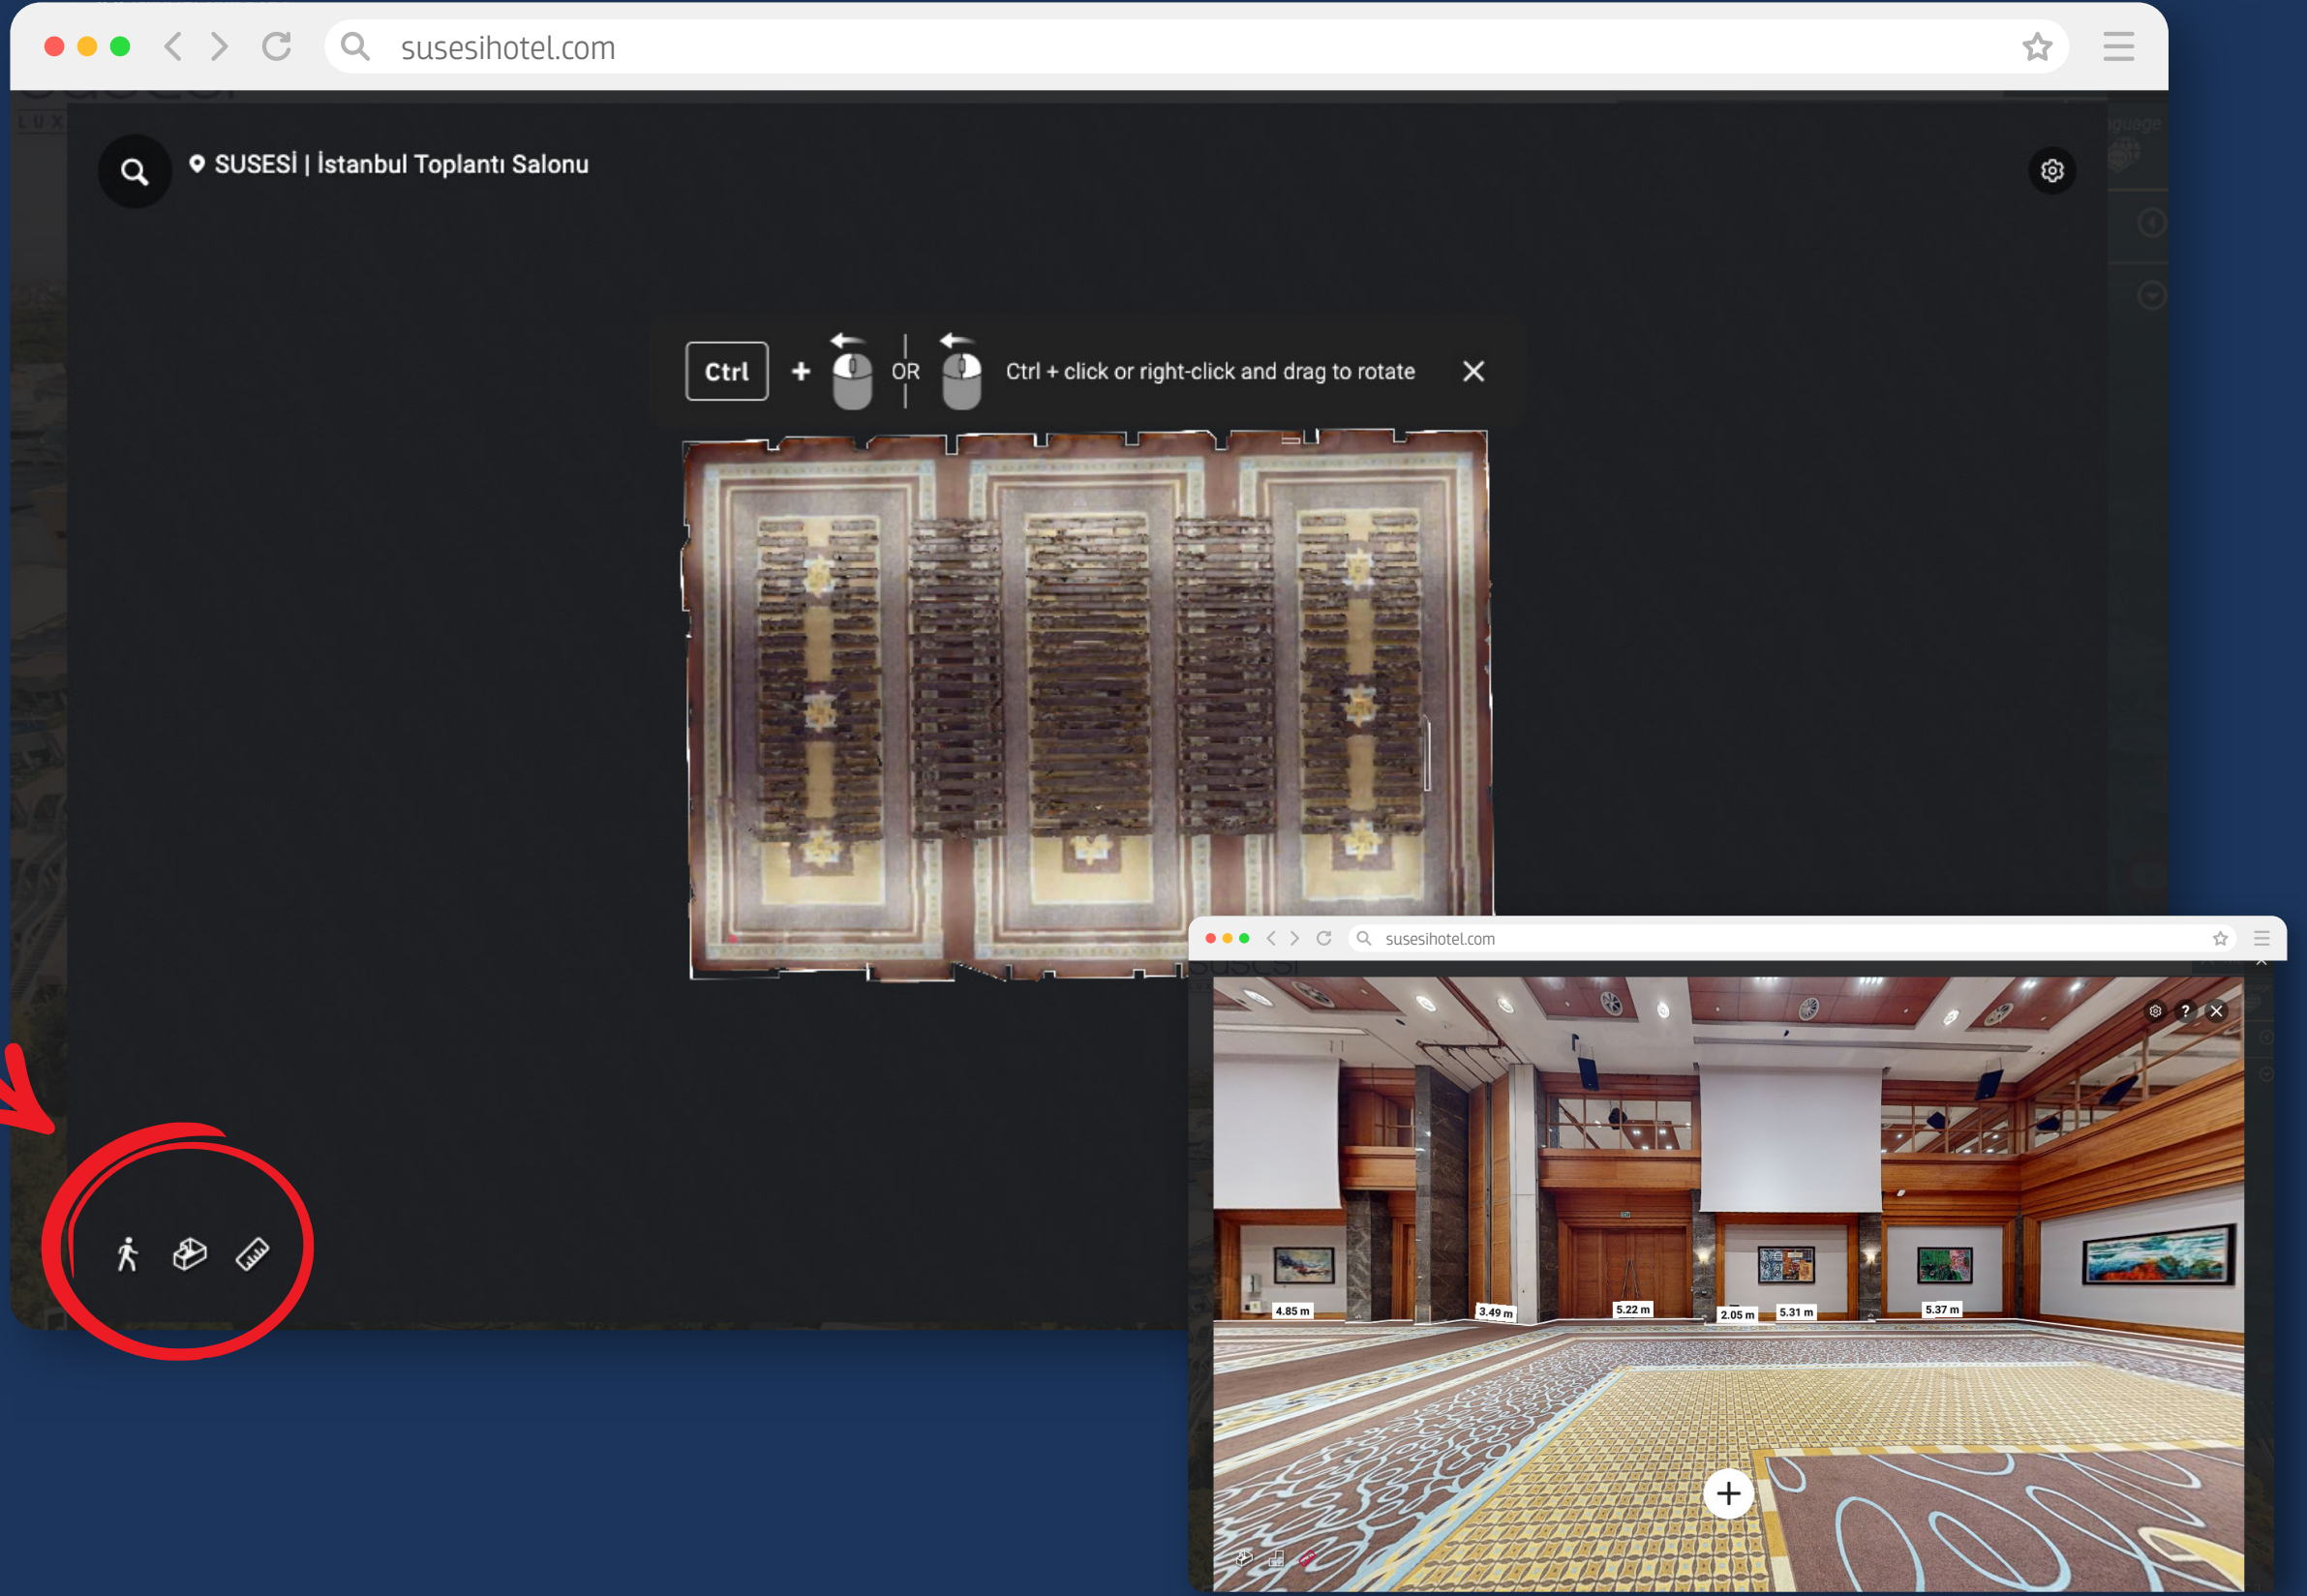 susesihotel.com
LUX
SUSESİ | İstanbul Toplantı Salonu
Ctrl + OR Ctrl + click or right-click and drag to rotate
susesihotel.com
?
4.85 m
3.49 m
5.22 m
2.05 m
5.31 m
5.37 m